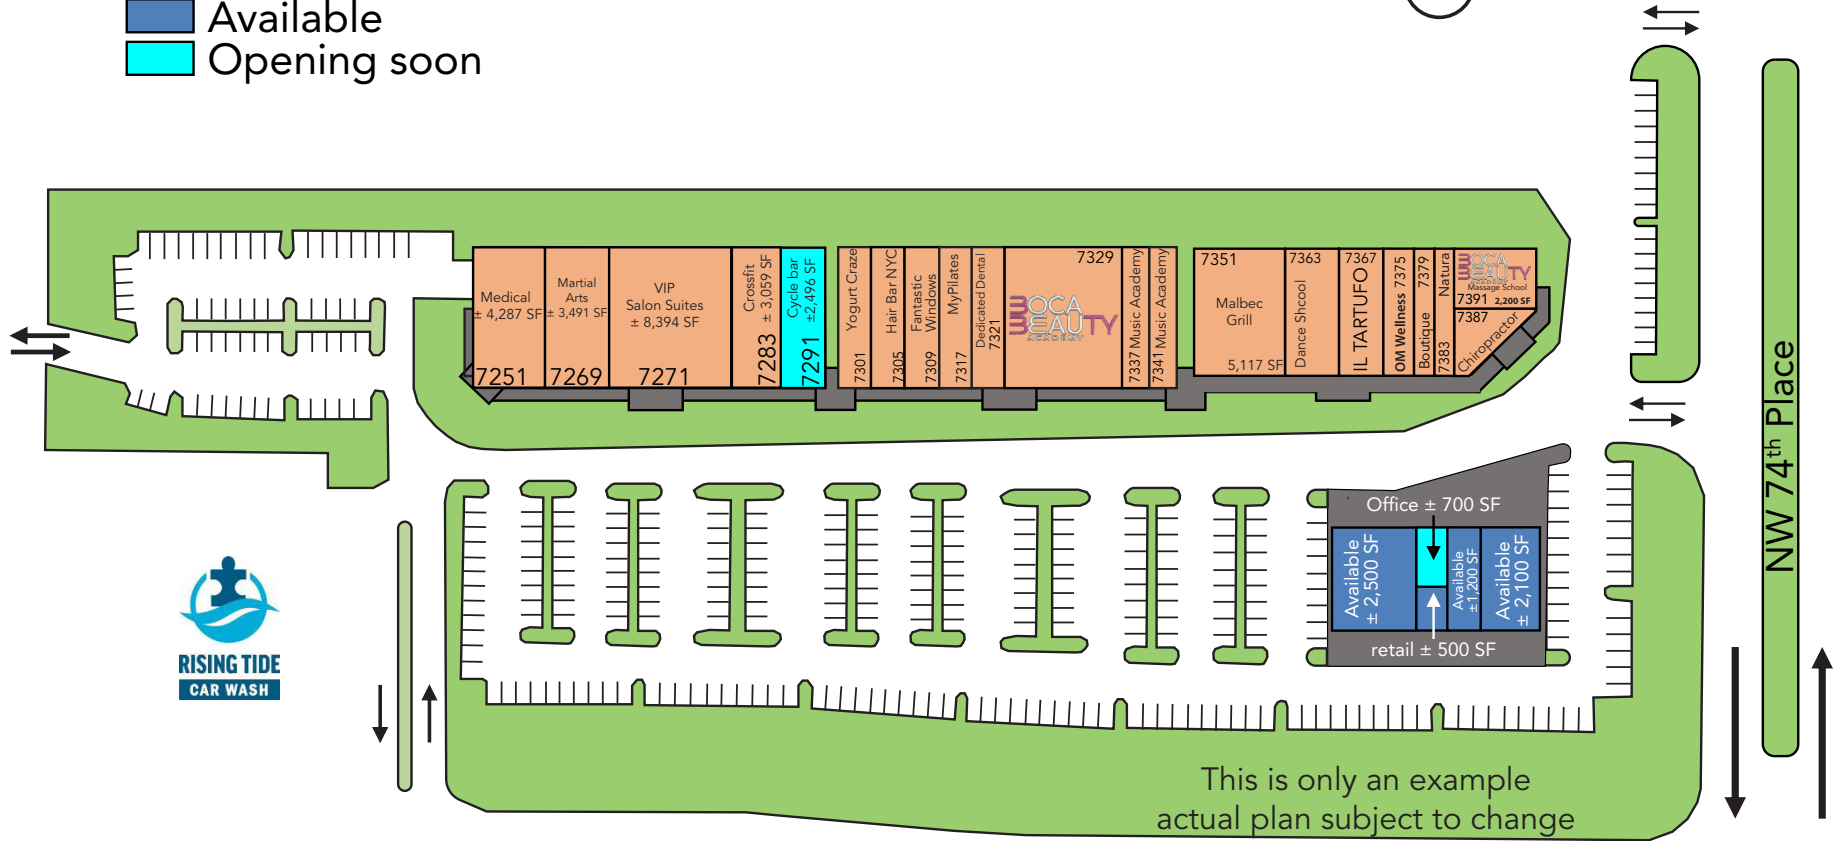 Available
Opening soon
Medical
± 4,287 SF
7251
Martial
Arts
± 3,491 SF
7269
VIP
Salon Suites
± 8,394 SF
7271
Crossfit
± 3,059 SF
7283
Cycle bar
±2,496 SF
7291
Yogurt Craze
7301
Hair Bar NYC
7305
Fantastic
Windows
7309
MyPilates
7317
Dedicated Dental
7321
7329
BOCA
BEAUTY
ACADEMY
7337 Music Academy
7341 Music Academy
7351
Malbec
Grill
5,117 SF
7363
Dance Shcool
7367
IL TARTUFO
OM Wellness 7375
Boutique 7379
Natura
7383
BOCA
BEAUTY
ACADEMY
Massage School
7391 2,200 SF
7387
Chiropractor
Office ± 700 SF
Available
± 2,500 SF
Available
± 1,200 SF
Available
± 2,100 SF
retail ± 500 SF
NW 74th Place
RISING TIDE
CAR WASH
This is only an example
actual plan subject to change